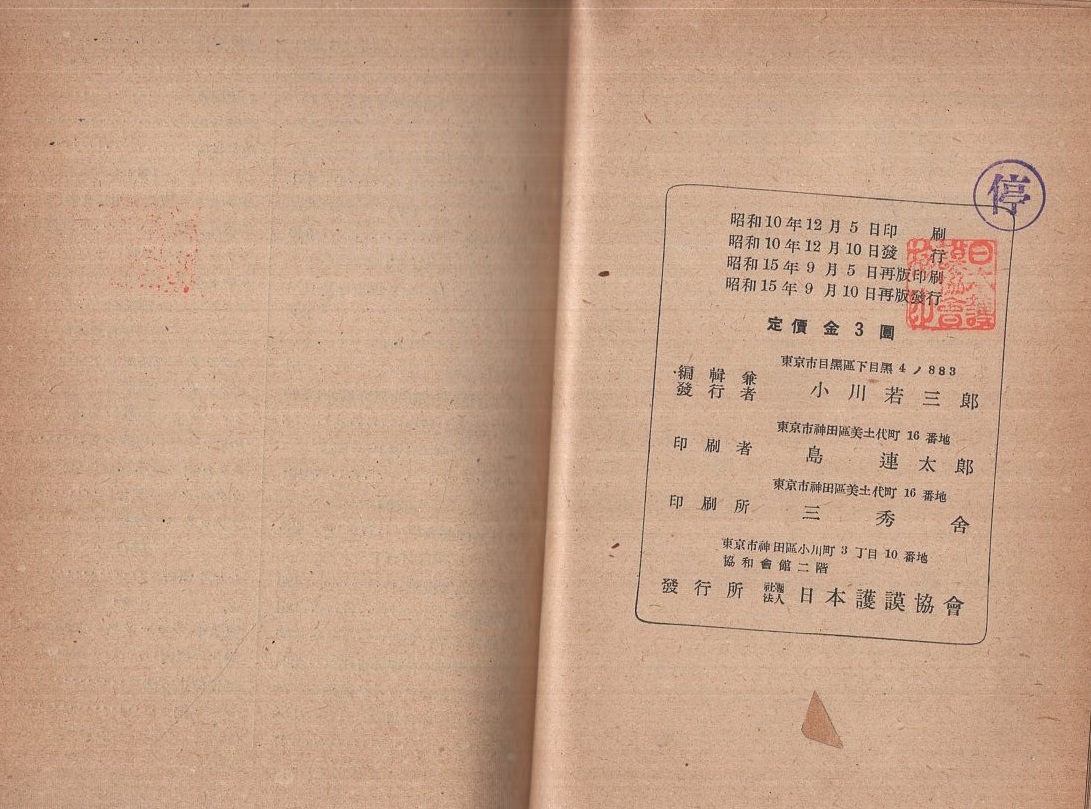 停
昭和10年12月5日印刷
昭和10年12月10日發行
昭和15年9月5日再版印刷
昭和15年9月10日再版發行
定價金3圓
東京市目黑區下目黑4ノ883
編輯兼
發行者 小川若三郎
東京市神田區美土代町16番地
印刷者 島連太郎
東京市神田區美土代町16番地
印刷所 三秀舍
東京市神田區小川町3丁目10番地
協和會館二階
發行所 社團法人 日本護謨協會
日本護謨協會印